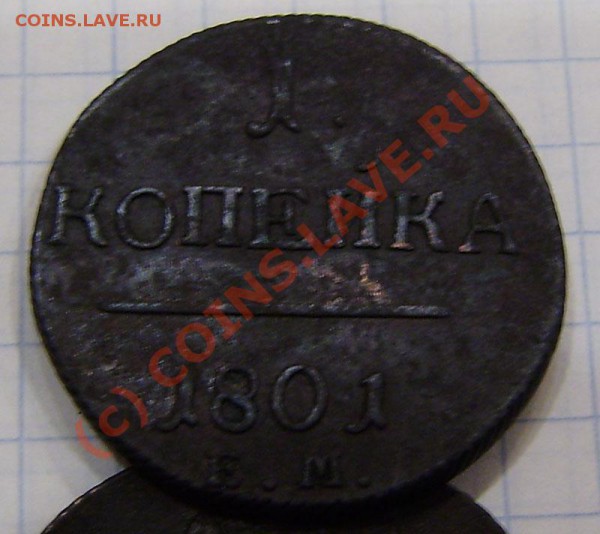 COINS.LAVE.RU
1.
КОПЕЙКА
1801
Е.М.
(c) COINS.LAVE.RU